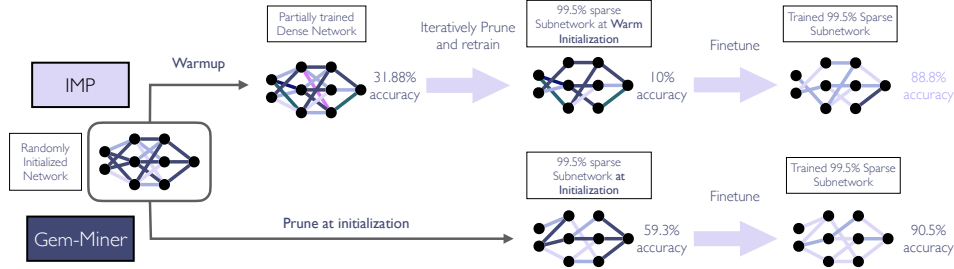 Partially trained
Dense Network
Iteratively Prune
and retrain
99.5% sparse
Subnetwork at Warm
Initialization
Finetune
Trained 99.5% Sparse
Subnetwork
IMP
Warmup
31.88%
accuracy
10%
accuracy
88.8%
accuracy
Randomly
Initialized
Network
99.5% sparse
Subnetwork at
Initialization
Finetune
Trained 99.5% Sparse
Subnetwork
Gem-Miner
Prune at initialization
59.3%
accuracy
90.5%
accuracy